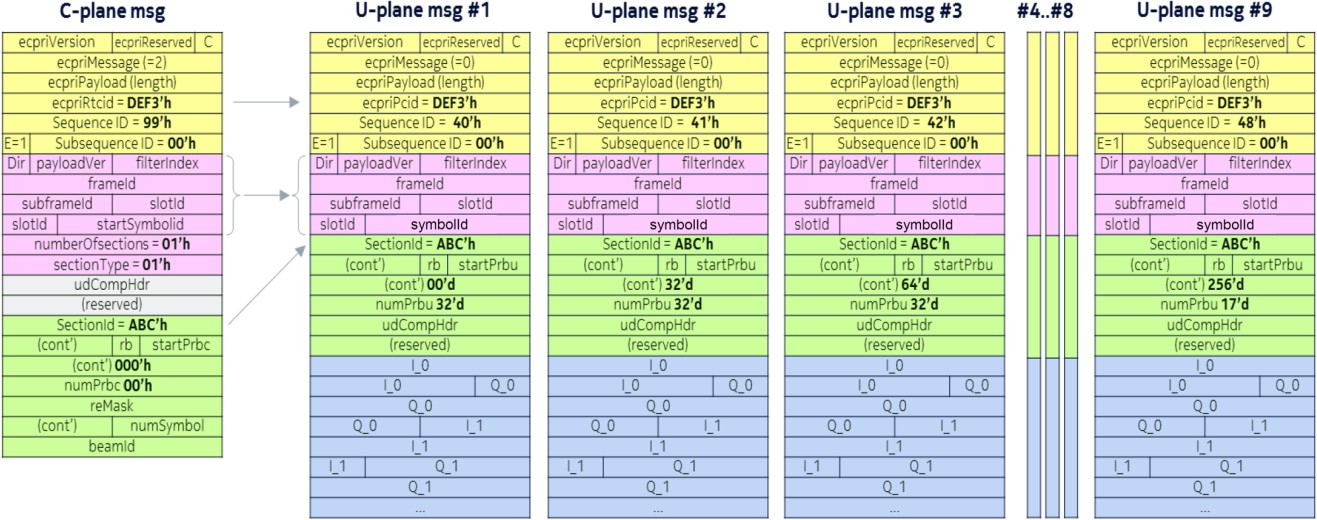 C-plane msg
ecpriVersion ecpriReserved C
ecpriMessage (=2)
ecpriPayload (length)
ecpriRtcid = DEF3’h
Sequence ID = 99’h
E=1 Subsequence ID = 00’h
Dir payloadVer filterIndex
frameId
subframeId slotId
slotId startSymbolid
numberOfsections = 01’h
sectionType = 01’h
udCompHdr
(reserved)
SectionId = ABC’h
(cont’) rb startPrbc
(cont’) 000’h
numPrbc 00’h
reMask
(cont’) numSymbol
beamId
U-plane msg #1
ecpriVersion ecpriReserved C
ecpriMessage (=0)
ecpriPayload (length)
ecpriPcid = DEF3’h
Sequence ID = 40’h
E=1 Subsequence ID = 00’h
Dir payloadVer filterIndex
frameId
subframeId slotId
slotId symbolId
SectionId = ABC’h
(cont’) rb startPrbu
(cont’) 00’d
numPrbu 32’d
udCompHdr
(reserved)
I_0
I_0 Q_0
Q_0
Q_0 I_1
I_1
I_1 Q_1
Q_1
...
U-plane msg #2
ecpriVersion ecpriReserved C
ecpriMessage (=0)
ecpriPayload (length)
ecpriPcid = DEF3’h
Sequence ID = 41’h
E=1 Subsequence ID = 00’h
Dir payloadVer filterIndex
frameId
subframeId slotId
slotId symbolId
SectionId = ABC’h
(cont’) rb startPrbu
(cont’) 32’d
numPrbu 32’d
udCompHdr
(reserved)
I_0
I_0 Q_0
Q_0
Q_0 I_1
I_1
I_1 Q_1
Q_1
...
U-plane msg #3
ecpriVersion ecpriReserved C
ecpriMessage (=0)
ecpriPayload (length)
ecpriPcid = DEF3’h
Sequence ID = 42’h
E=1 Subsequence ID = 00’h
Dir payloadVer filterIndex
frameId
subframeId slotId
slotId symbolId
SectionId = ABC’h
(cont’) rb startPrbu
(cont’) 64’d
numPrbu 32’d
udCompHdr
(reserved)
I_0
I_0 Q_0
Q_0
Q_0 I_1
I_1
I_1 Q_1
Q_1
...
#4..#8
U-plane msg #9
ecpriVersion ecpriReserved C
ecpriMessage (=0)
ecpriPayload (length)
ecpriPcid = DEF3’h
Sequence ID = 48’h
E=1 Subsequence ID = 00’h
Dir payloadVer filterIndex
frameId
subframeId slotId
slotId symbolId
SectionId = ABC’h
(cont’) rb startPrbu
(cont’) 256’d
numPrbu 17’d
udCompHdr
(reserved)
I_0
I_0 Q_0
Q_0
Q_0 I_1
I_1
I_1 Q_1
Q_1
...